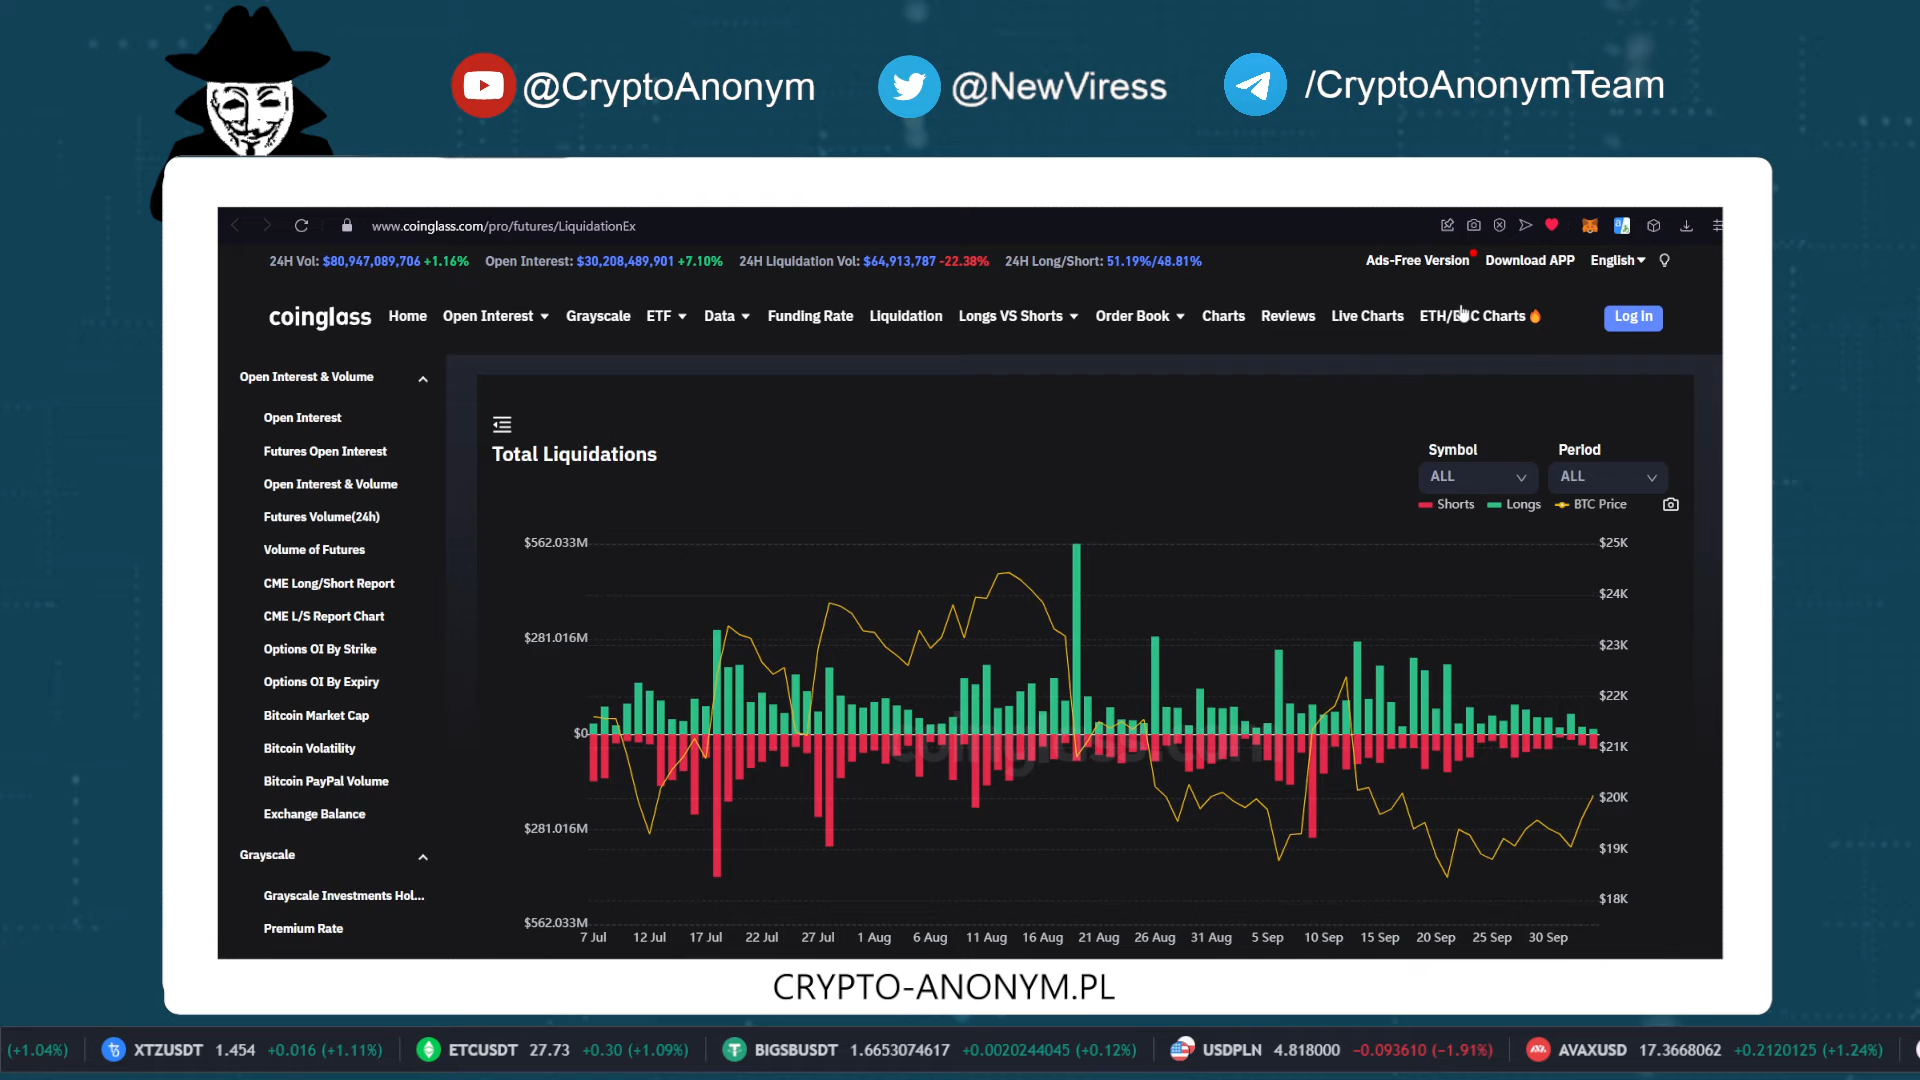 @CryptoAnonym @NewViress /CryptoAnonymTeam
www.coinglass.com/pro/futures/LiquidationEx
24H Vol: $80,947,089,706 +1.16% Open Interest: $30,208,489,901 +7.10% 24H Liquidation Vol: $64,913,787 -22.38% 24H Long/Short: 51.19%/48.81% Ads-Free Version Download APP English
coinglass Home Open Interest Grayscale ETF Data Funding Rate Liquidation Longs VS Shorts Order Book Charts Reviews Live Charts Charts Log In
Open Interest & Volume
Open Interest
Futures Open Interest
Open Interest & Volume
Futures Volume(24h)
Volume of Futures
CME Long/Short Report
CME L/S Report Chart
Options OI By Strike
Options OI By Expiry
Bitcoin Market Cap
Bitcoin Volatility
Bitcoin PayPal Volume
Exchange Balance
Grayscale
Grayscale Investments Hol...
Premium Rate
Total Liquidations
Symbol Period
ALL ALL
Shorts Longs BTC Price
$562.033M
$281.016M
$0
$281.016M
$562.033M
$25K
$24K
$23K
$22K
$21K
$20K
$19K
$18K
7 Jul 12 Jul 17 Jul 22 Jul 27 Jul 1 Aug 6 Aug 11 Aug 16 Aug 21 Aug 26 Aug 31 Aug 5 Sep 10 Sep 15 Sep 20 Sep 25 Sep 30 Sep
CRYPTO-ANONYM.PL
(+1.04%) XTZUSDT 1.454 +0.016 (+1.11%) ETCUSDT 27.73 +0.30 (+1.09%) BIGSBUSDT 1.6653074617 +0.0020244045 (+0.12%) USDPLN 4.818000 −0.093610 (−1.91%) AVAXUSD 17.3668062 +0.2120125 (+1.24%)